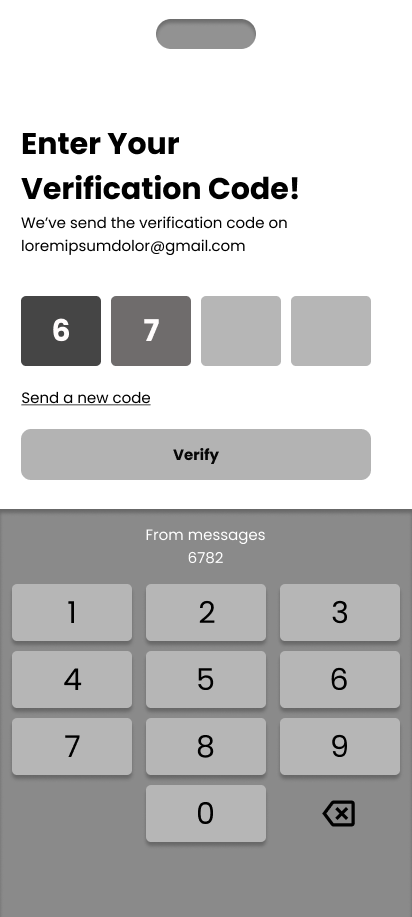 Enter Your
Verification Code!
We’ve send the verification code on
loremipsumdolor@gmail.com
6 7
Send a new code
Verify
From messages
6782
1 2 3
4 5 6
7 8 9
0